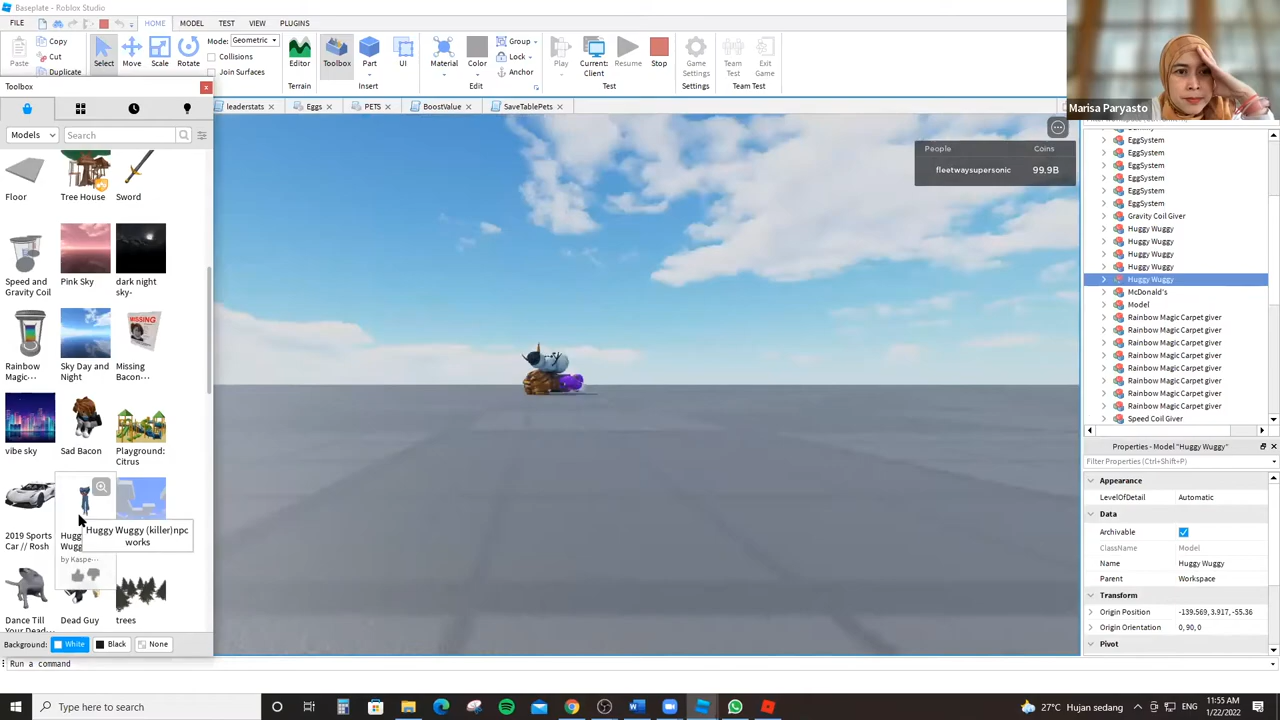 Baseplate - Roblox Studio
FILE
HOME
MODEL
TEST
VIEW
PLUGINS
Paste
Copy
Cut
Duplicate
Select
Move
Scale
Rotate
Mode: Geometric
Collisions
Join Surfaces
Editor
Terrain
Toolbox
Part
UI
Insert
Material
Color
Group
Lock
Anchor
Edit
Play
Current: Client
Resume
Stop
Test
Game Settings
Settings
Team Test
Exit Game
Team Test
Marisa Paryasto
Toolbox
Models
Search
leaderstats
Eggs
PETS
BoostValue
SaveTablePets
People
Coins
fleetwaysupersonic
99.9B
Floor
Tree House
Sword
Speed and Gravity Coil
Pink Sky
dark night sky-
Rainbow Magic···
Sky Day and Night
Missing Bacon···
vibe sky
Sad Bacon
Playground: Citrus
2019 Sports Car // Rosh
Huggy Wuggy (killer)npc
works
by Kaspe···
Dance Till
Dead Guy
trees
Background:
White
Black
None
Run a command
EggSystem
EggSystem
EggSystem
EggSystem
EggSystem
EggSystem
Gravity Coil Giver
Huggy Wuggy
Huggy Wuggy
Huggy Wuggy
Huggy Wuggy
Huggy Wuggy
McDonald's
Model
Rainbow Magic Carpet giver
Rainbow Magic Carpet giver
Rainbow Magic Carpet giver
Rainbow Magic Carpet giver
Rainbow Magic Carpet giver
Rainbow Magic Carpet giver
Rainbow Magic Carpet giver
Rainbow Magic Carpet giver
Speed Coil Giver
Properties - Model "Huggy Wuggy"
Filter Properties (Ctrl+Shift+P)
Appearance
LevelOfDetail
Automatic
Data
Archivable
ClassName
Model
Name
Huggy Wuggy
Parent
Workspace
Transform
Origin Position
-139.569, 3.917, -55.36
Origin Orientation
0, 90, 0
Pivot
Type here to search
27°C Hujan sedang
11:55 AM
1/22/2022